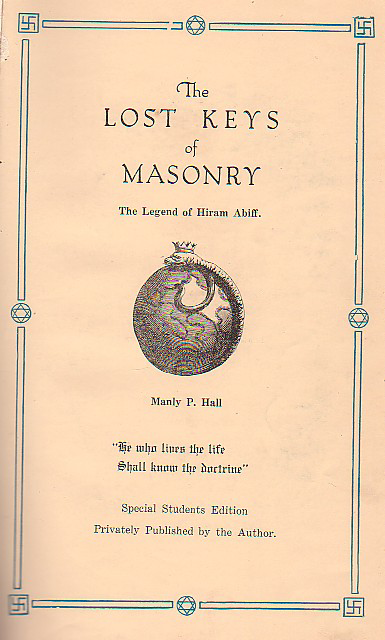 The
LOST KEYS
of
MASONRY
The Legend of Hiram Abiff.
Manly P. Hall
"He who lives the life
Shall know the doctrine"
Special Students Edition
Privately Published by the Author.